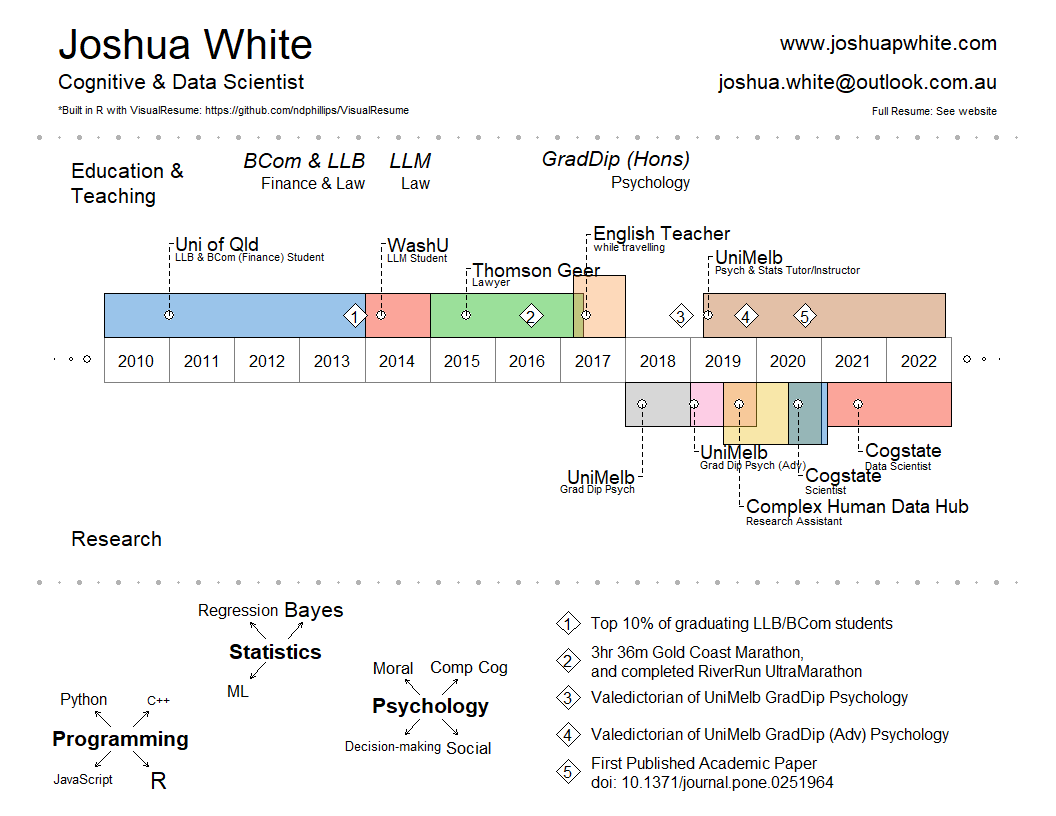 Joshua White
www.joshuapwhite.com
Cognitive & Data Scientist
joshua.white@outlook.com.au
*Built in R with VisualResume: https://github.com/ndphillips/VisualResume
Full Resume: See website
Education &
Teaching
BCom & LLB
Finance & Law
LLM
Law
GradDip (Hons)
Psychology
Uni of Qld
LLB & BCom (Finance) Student
WashU
LLM Student
Thomson Geer
Lawyer
English Teacher
while travelling
UniMelb
Psych & Stats Tutor/Instructor
1 2 3 4 5
2010 2011 2012 2013 2014 2015 2016 2017 2018 2019 2020 2021 2022
UniMelb
Grad Dip Psych
UniMelb
Grad Dip Psych (Adv)
Complex Human Data Hub
Research Assistant
Cogstate
Scientist
Cogstate
Data Scientist
Research
Regression Bayes
Statistics
ML
Moral Comp Cog
Psychology
Decision-making Social
Python C++
Programming
JavaScript R
1 Top 10% of graduating LLB/BCom students
2 3hr 36m Gold Coast Marathon,
and completed RiverRun UltraMarathon
3 Valedictorian of UniMelb GradDip Psychology
4 Valedictorian of UniMelb GradDip (Adv) Psychology
5 First Published Academic Paper
doi: 10.1371/journal.pone.0251964